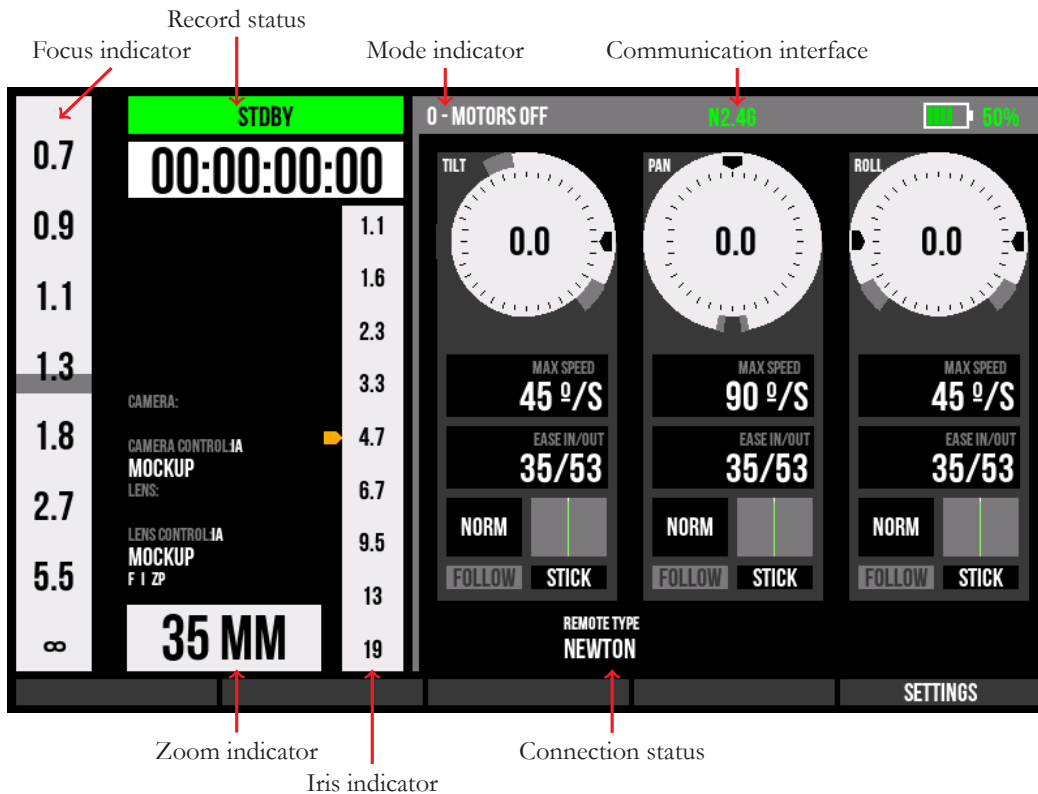 Record status
Focus indicator
Mode indicator
Communication interface
STDBY
0 - MOTORS OFF
N2.4G
50%
00:00:00:00
0.7
0.9
1.1
1.3
1.8
2.7
5.5
∞
CAMERA:
CAMERA CONTROL:IA
MOCKUP
LENS:
LENS CONTROL:IA
MOCKUP
F I ZP
35 MM
1.1
1.6
2.3
3.3
4.7
6.7
9.5
13
19
TILT
0.0
MAX SPEED
45 º/S
EASE IN/OUT
35/53
NORM
FOLLOW STICK
PAN
0.0
MAX SPEED
90 º/S
EASE IN/OUT
35/53
NORM
FOLLOW STICK
ROLL
0.0
MAX SPEED
45 º/S
EASE IN/OUT
35/53
NORM
FOLLOW STICK
REMOTE TYPE
NEWTON
SETTINGS
Zoom indicator
Connection status
Iris indicator